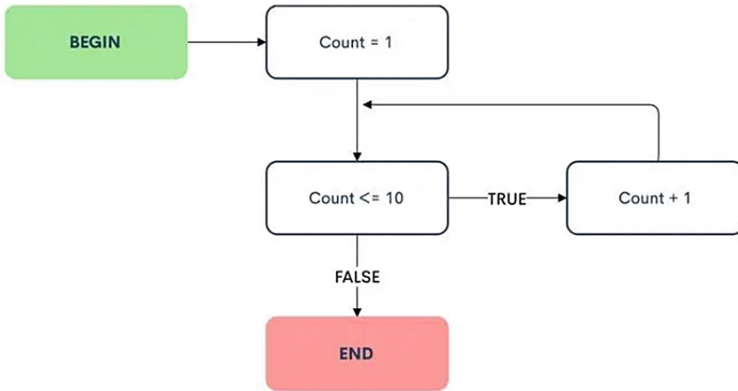 BEGIN
Count = 1
Count <= 10
TRUE
Count + 1
FALSE
END